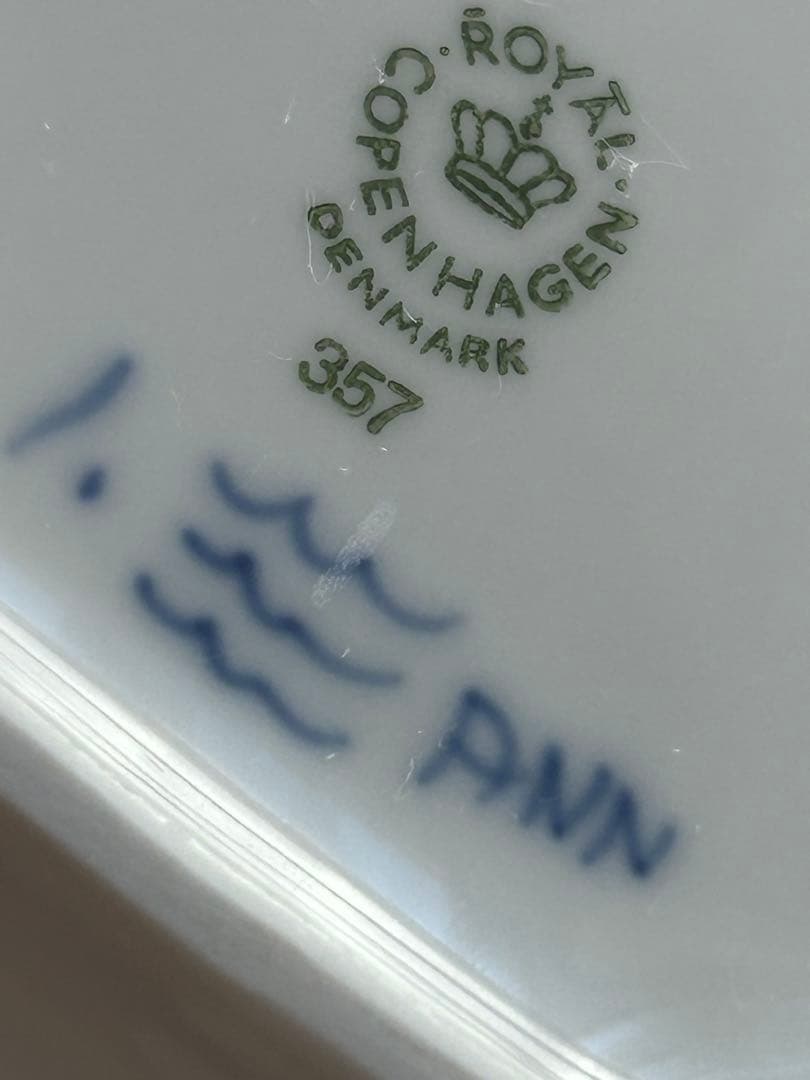 ROYAL
COPENHAGEN
DENMARK
357
1.
ANN